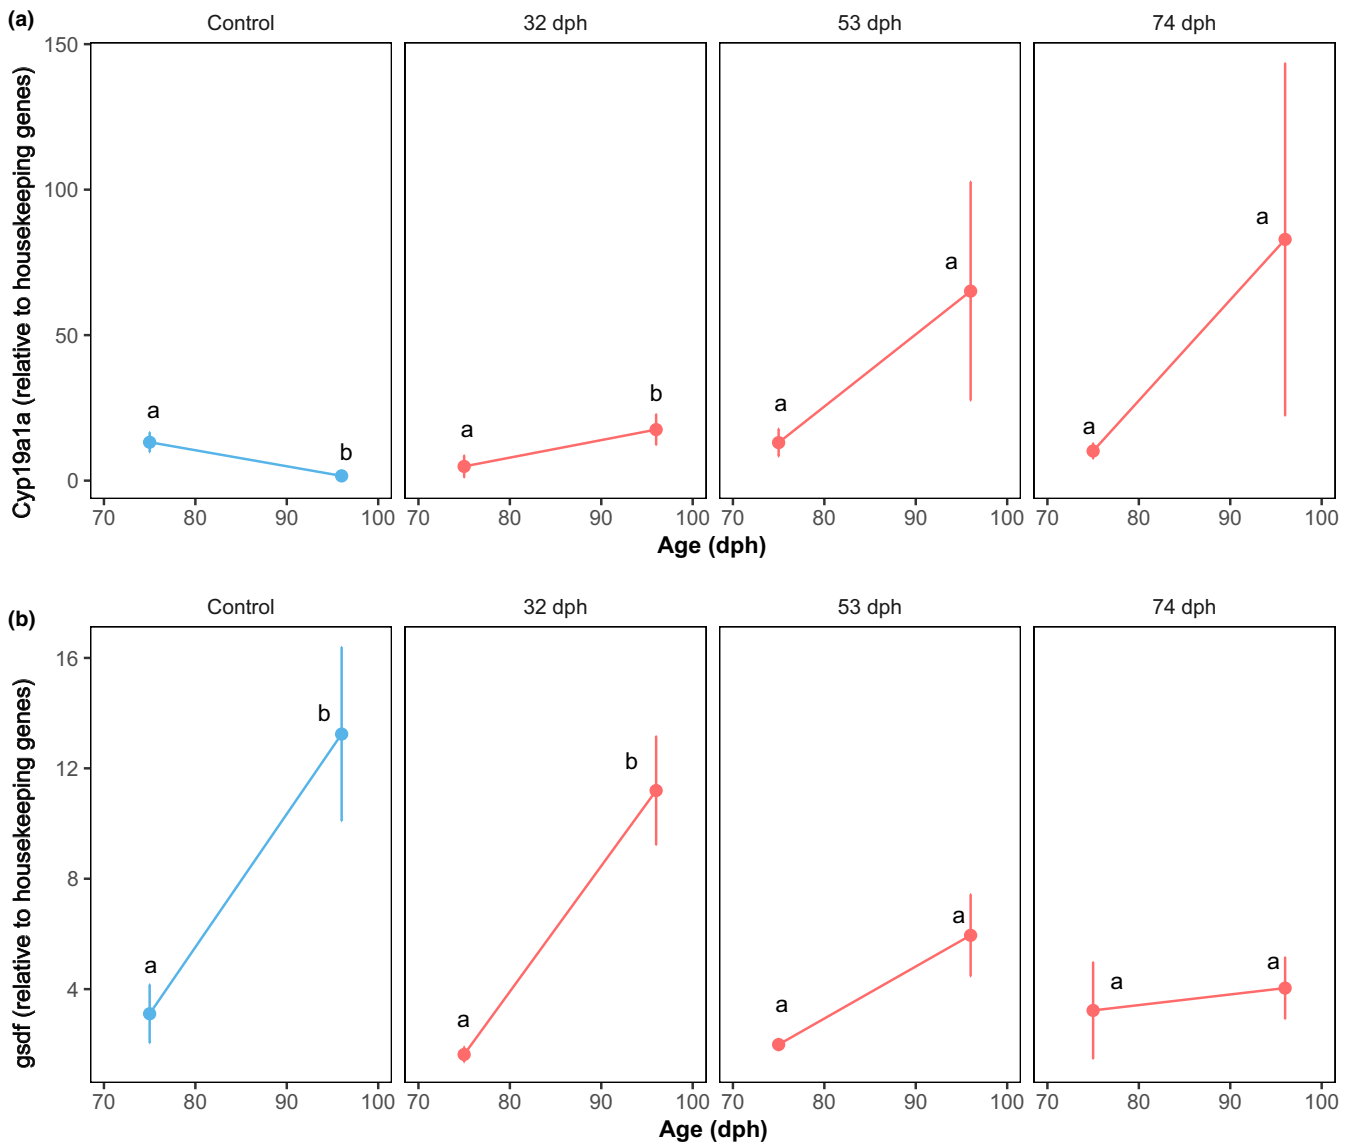 (a)
Control 32 dph 53 dph 74 dph
Cyp19a1a (relative to housekeeping genes)
150
100
50
0
a b a b a a a a
70 80 90 100 70 80 90 100 70 80 90 100 70 80 90 100
Age (dph)
(b)
Control 32 dph 53 dph 74 dph
gsdf (relative to housekeeping genes)
16
12
8
4
a b a b a a a a
70 80 90 100 70 80 90 100 70 80 90 100 70 80 90 100
Age (dph)